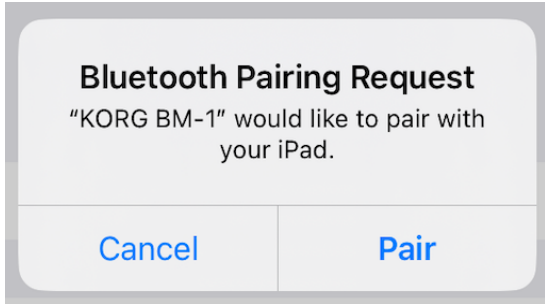 Bluetooth Pairing Request
“KORG BM-1” would like to pair with
your iPad.
Cancel
Pair